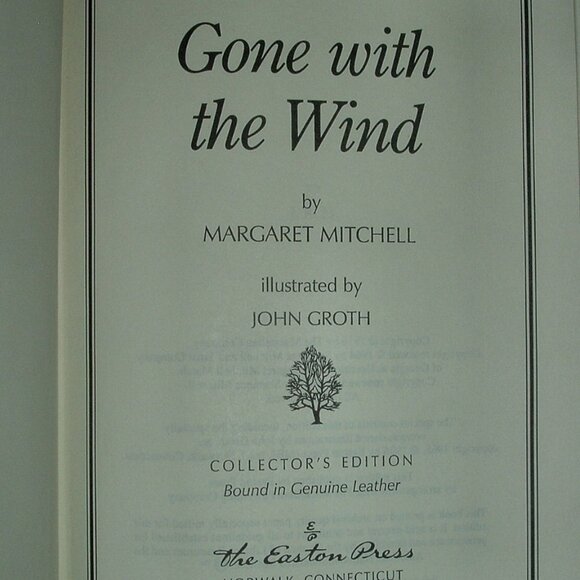 Gone with
the Wind
by
MARGARET MITCHELL
illustrated by
JOHN GROTH
COLLECTOR'S EDITION
Bound in Genuine Leather
The Easton Press
NORWALK, CONNECTICUT